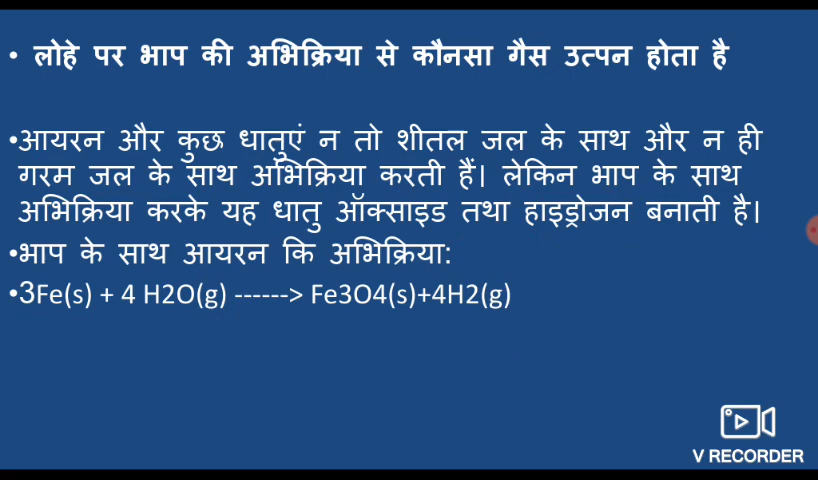 • लोहे पर भाप की अभिक्रिया से कौनसा गैस उत्पन होता है
•आयरन और कुछ धातुएं न तो शीतल जल के साथ और न ही
गरम जल के साथ अभिक्रिया करती हैं। लेकिन भाप के साथ
अभिक्रिया करके यह धातु ऑक्साइड तथा हाइड्रोजन बनाती है।
•भाप के साथ आयरन कि अभिक्रिया:
•3Fe(s) + 4 H2O(g) ------> Fe3O4(s)+4H2(g)
V RECORDER